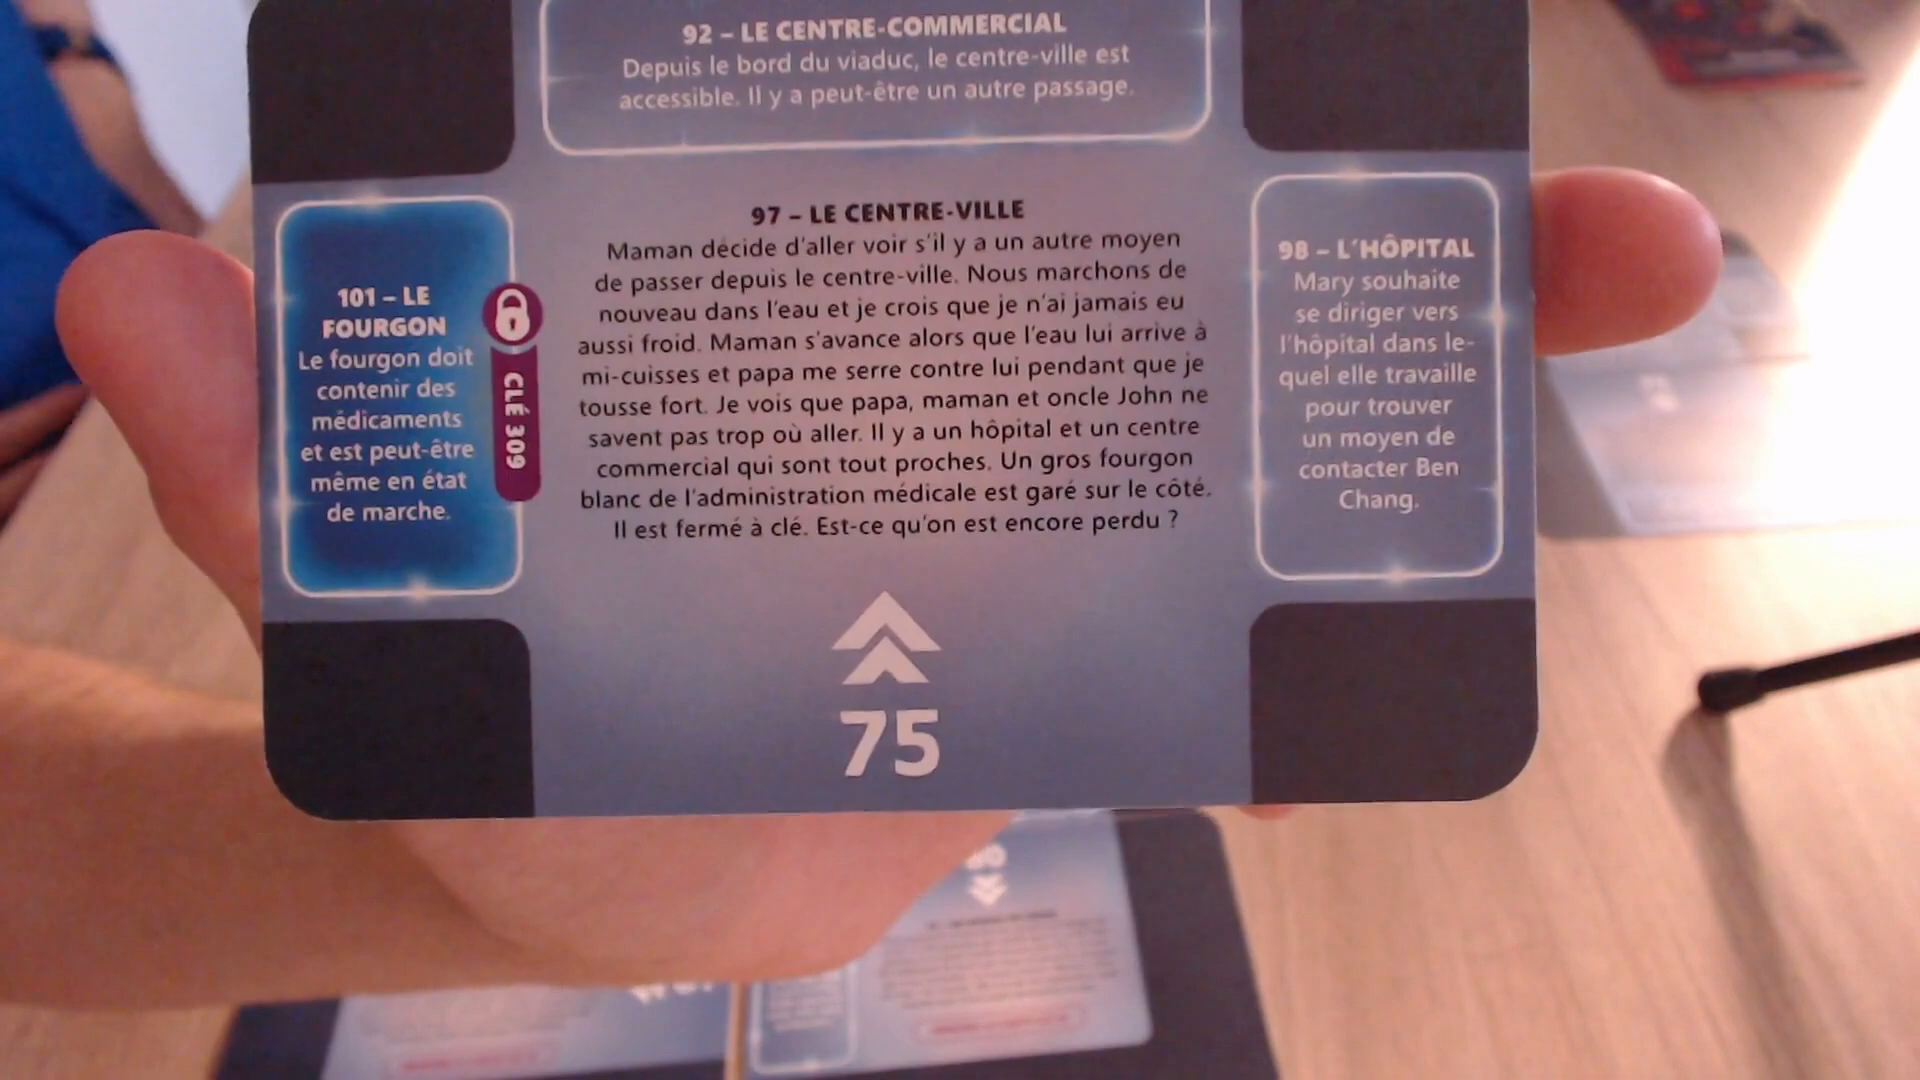 92 – LE CENTRE-COMMERCIAL
Depuis le bord du viaduc, le centre-ville est
accessible. Il y a peut-être un autre passage.
101 – LE
FOURGON
Le fourgon doit
contenir des
médicaments
et est peut-être
même en état
de marche.
CLÉ 309
97 – LE CENTRE-VILLE
Maman décide d'aller voir s'il y a un autre moyen
de passer depuis le centre-ville. Nous marchons de
nouveau dans l'eau et je crois que je n'ai jamais eu
aussi froid. Maman s'avance alors que l'eau lui arrive à
mi-cuisses et papa me serre contre lui pendant que je
tousse fort. Je vois que papa, maman et oncle John ne
savent pas trop où aller. Il y a un hôpital et un centre
commercial qui sont tout proches. Un gros fourgon
blanc de l'administration médicale est garé sur le côté.
Il est fermé à clé. Est-ce qu'on est encore perdu ?
98 – L'HÔPITAL
Mary souhaite
se diriger vers
l'hôpital dans le-
quel elle travaille
pour trouver
un moyen de
contacter Ben
Chang.
75